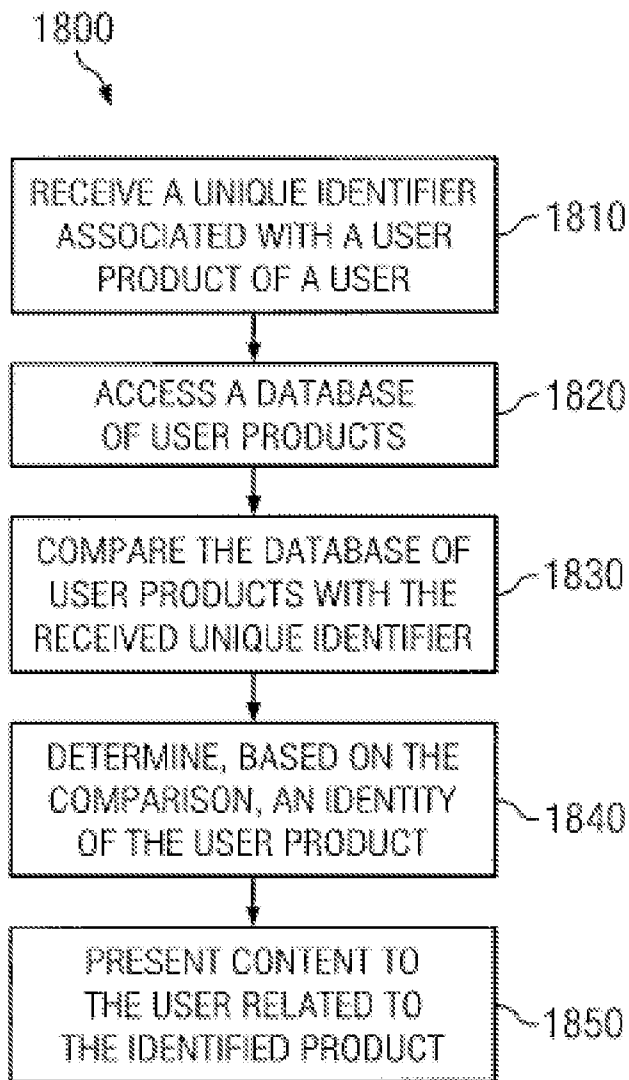 1800
RECEIVE A UNIQUE IDENTIFIER
ASSOCIATED WITH A USER
PRODUCT OF A USER
1810
ACCESS A DATABASE
OF USER PRODUCTS
1820
COMPARE THE DATABASE OF
USER PRODUCTS WITH THE
RECEIVED UNIQUE IDENTIFIER
1830
DETERMINE, BASED ON THE
COMPARISON, AN IDENTITY
OF THE USER PRODUCT
1840
PRESENT CONTENT TO
THE USER RELATED TO
THE IDENTIFIED PRODUCT
1850